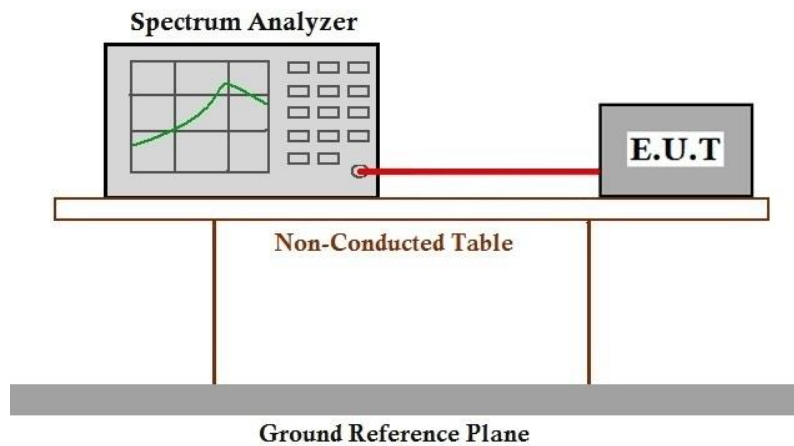 Spectrum Analyzer
E.U.T
Non-Conducted Table
Ground Reference Plane